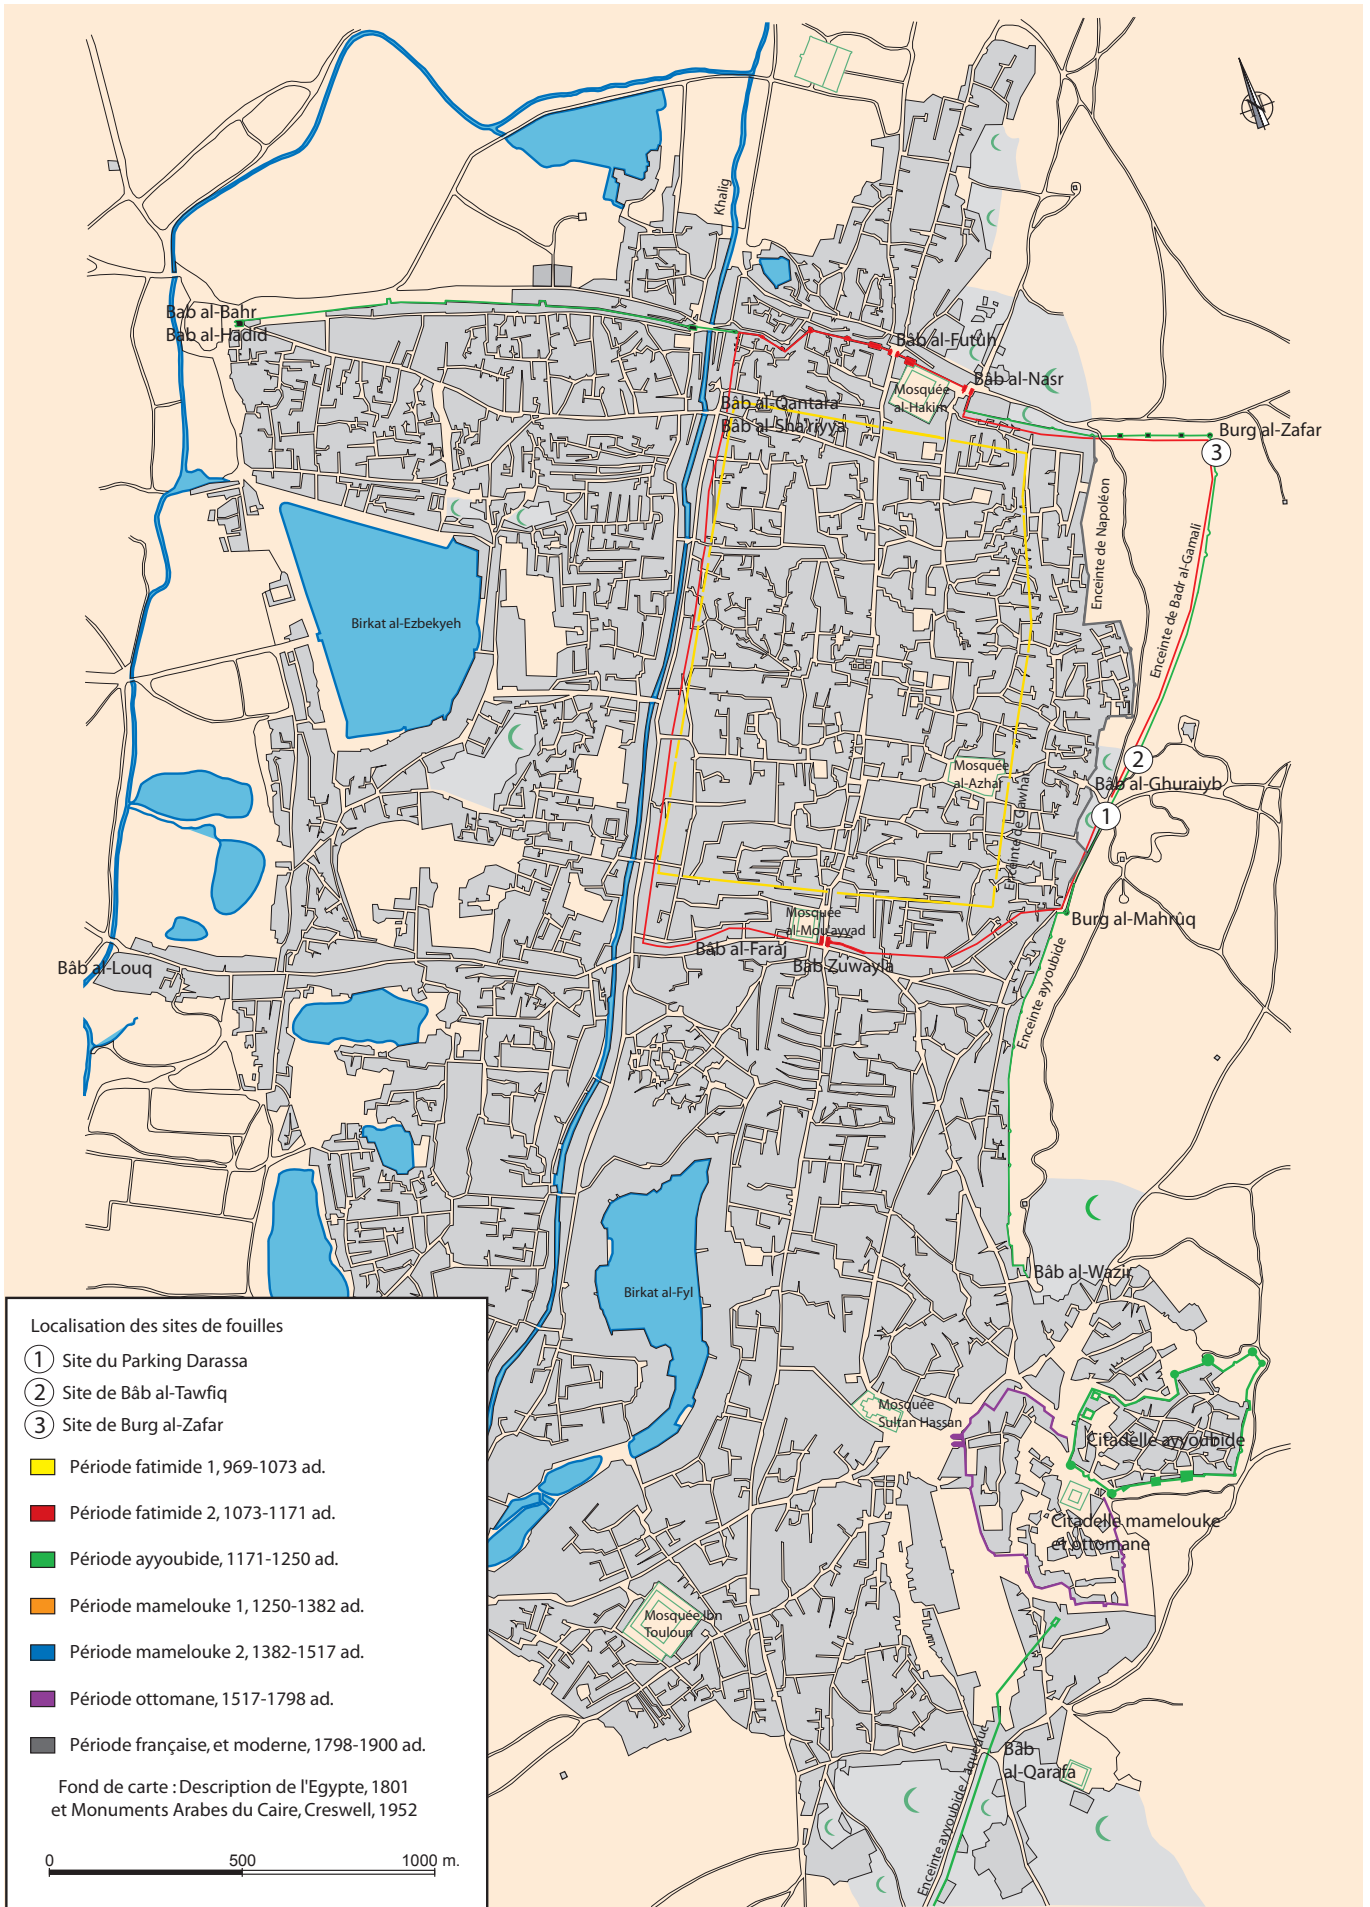 Khalig
Bab al-Bahr
Bab al-Hadid
Bâb al-Futûh
Bâb al-Nasr
Mosquée
al-Hakim
Bâb al-Qantara
Bâb al-Sha'riyya
Burg al-Zafar
3
Enceinte de Napoléon
Enceinte de Badr al-Gamali
Birkat al-Ezbekyeh
2
Mosquée
al-Azhar
Bâb al-Ghuraiyb
1
Enceinte de Gawhar
Mosquée
al-Mou'ayyad
Burg al-Mahrûq
Bâb al-Faraj
Bâb Zuwayla
Bâb al-Louq
Enceinte ayyoubide
Bâb al-Wazir
Birkat al-Fyl
Mosquée
Sultan Hassan
Citadelle ayyoubide
Citadelle mamelouke
et ottomane
Mosquée Ibn
Touloun
Bâb
al-Qarafa
Enceinte ayyoubide / aqueduc
Localisation des sites de fouilles
1 Site du Parking Darassa
2 Site de Bâb al-Tawfiq
3 Site de Burg al-Zafar
Période fatimide 1, 969-1073 ad.
Période fatimide 2, 1073-1171 ad.
Période ayyoubide, 1171-1250 ad.
Période mamelouke 1, 1250-1382 ad.
Période mamelouke 2, 1382-1517 ad.
Période ottomane, 1517-1798 ad.
Période française, et moderne, 1798-1900 ad.
Fond de carte : Description de l'Egypte, 1801
et Monuments Arabes du Caire, Creswell, 1952
0 500 1000 m.